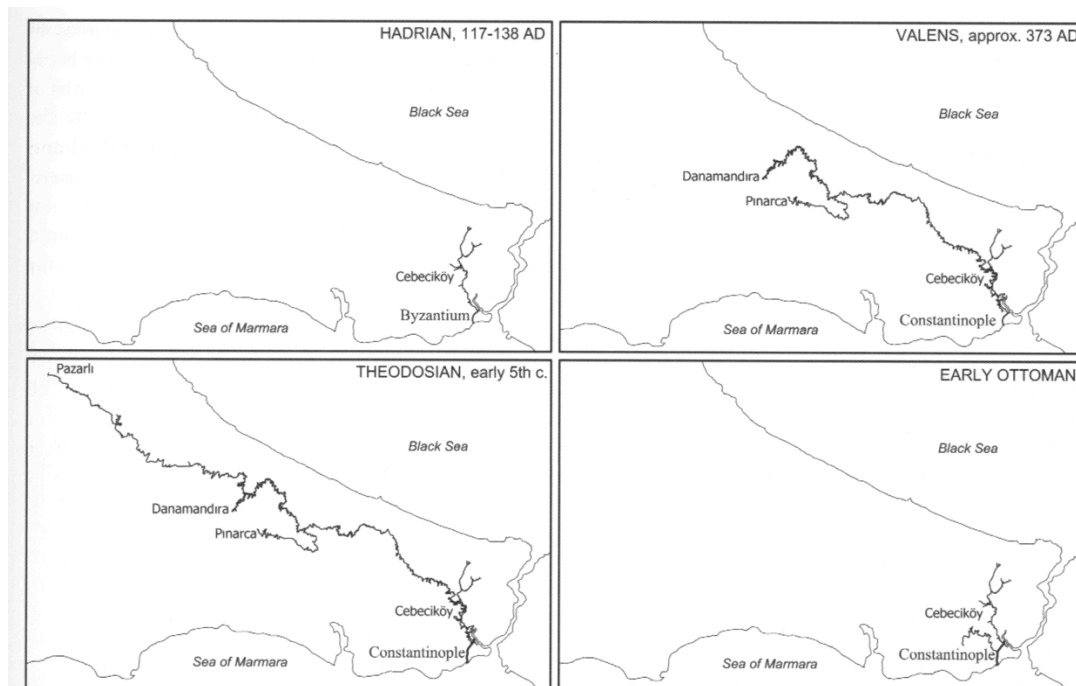 HADRIAN, 117-138 AD
Black Sea
Cebeciköy
Byzantium
Sea of Marmara
VALENS, approx. 373 AD
Black Sea
Danamandıra
Pınarca
Cebeciköy
Constantinople
Sea of Marmara
THEODOSIAN, early 5th c.
Pazarlı
Black Sea
Danamandıra
Pınarca
Cebeciköy
Constantinople
Sea of Marmara
EARLY OTTOMAN
Black Sea
Cebeciköy
Constantinople
Sea of Marmara